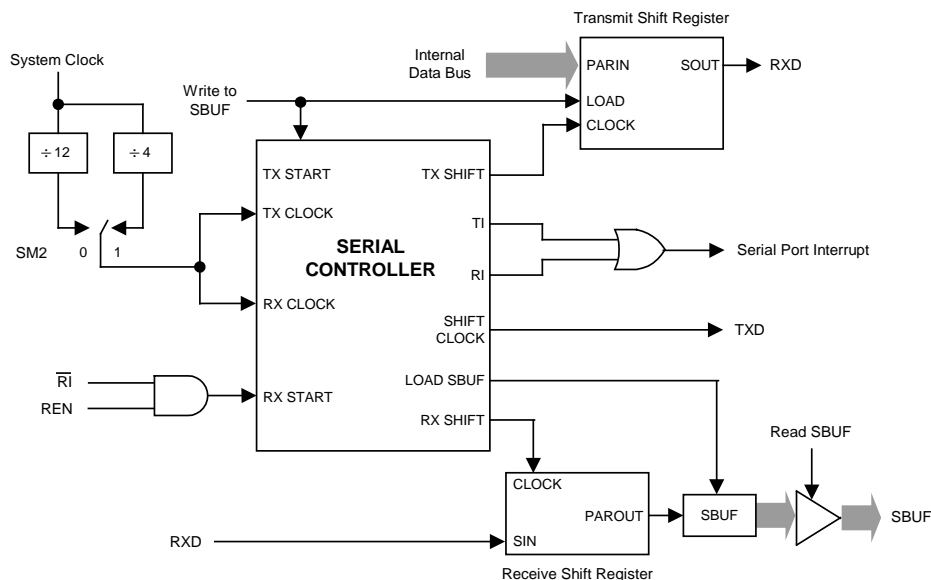 Transmit Shift Register
System Clock
Internal
Data Bus
PARIN
SOUT
RXD
Write to
SBUF
LOAD
CLOCK
÷ 12
÷ 4
TX START
TX SHIFT
TX CLOCK
TI
SM2
0
1
SERIAL
CONTROLLER
Serial Port Interrupt
RI
RX CLOCK
SHIFT
CLOCK
TXD
RI
REN
RX START
LOAD SBUF
RX SHIFT
Read SBUF
CLOCK
PAROUT
SBUF
SBUF
RXD
SIN
Receive Shift Register